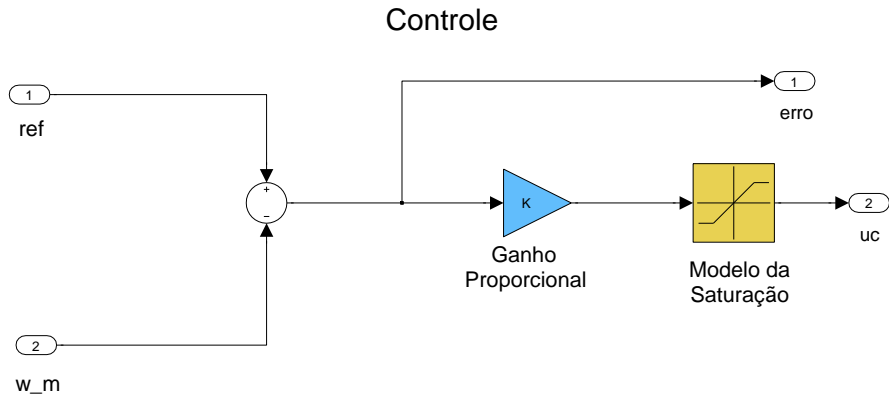 Controle
1
ref
1
erro
+
−
K
Ganho
Proporcional
Modelo da
Saturação
2
uc
2
w_m